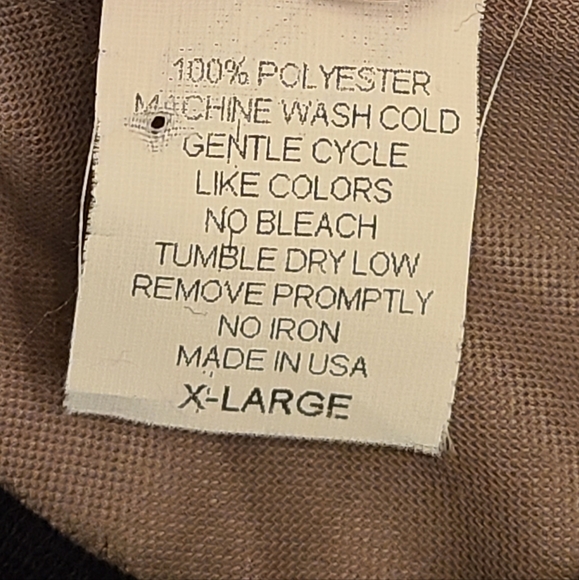 100% POLYESTER
MACHINE WASH COLD
GENTLE CYCLE
LIKE COLORS
NO BLEACH
TUMBLE DRY LOW
REMOVE PROMPTLY
NO IRON
MADE IN USA
X-LARGE